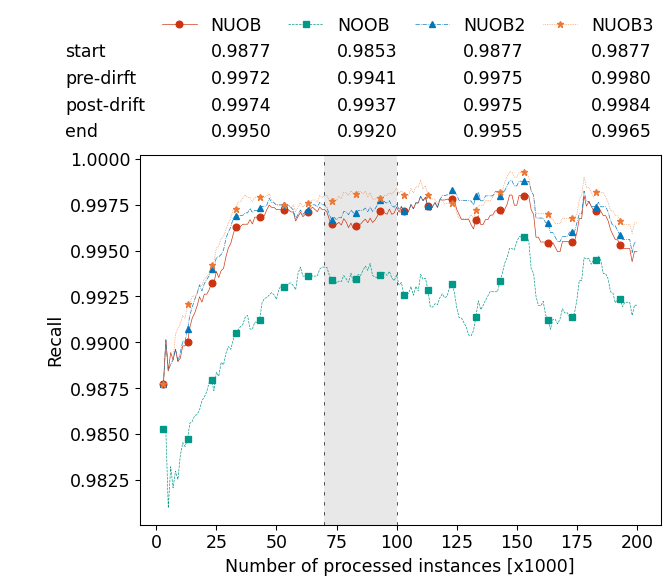 NUOB NOOB NUOB2 NUOB3
start 0.9877 0.9853 0.9877 0.9877
pre-dirft 0.9972 0.9941 0.9975 0.9980
post-drift 0.9974 0.9937 0.9975 0.9984
end 0.9950 0.9920 0.9955 0.9965
1.0000
0.9975
0.9950
0.9925
0.9900
0.9875
0.9850
0.9825
Recall
0 25 50 75 100 125 150 175 200
Number of processed instances [x1000]